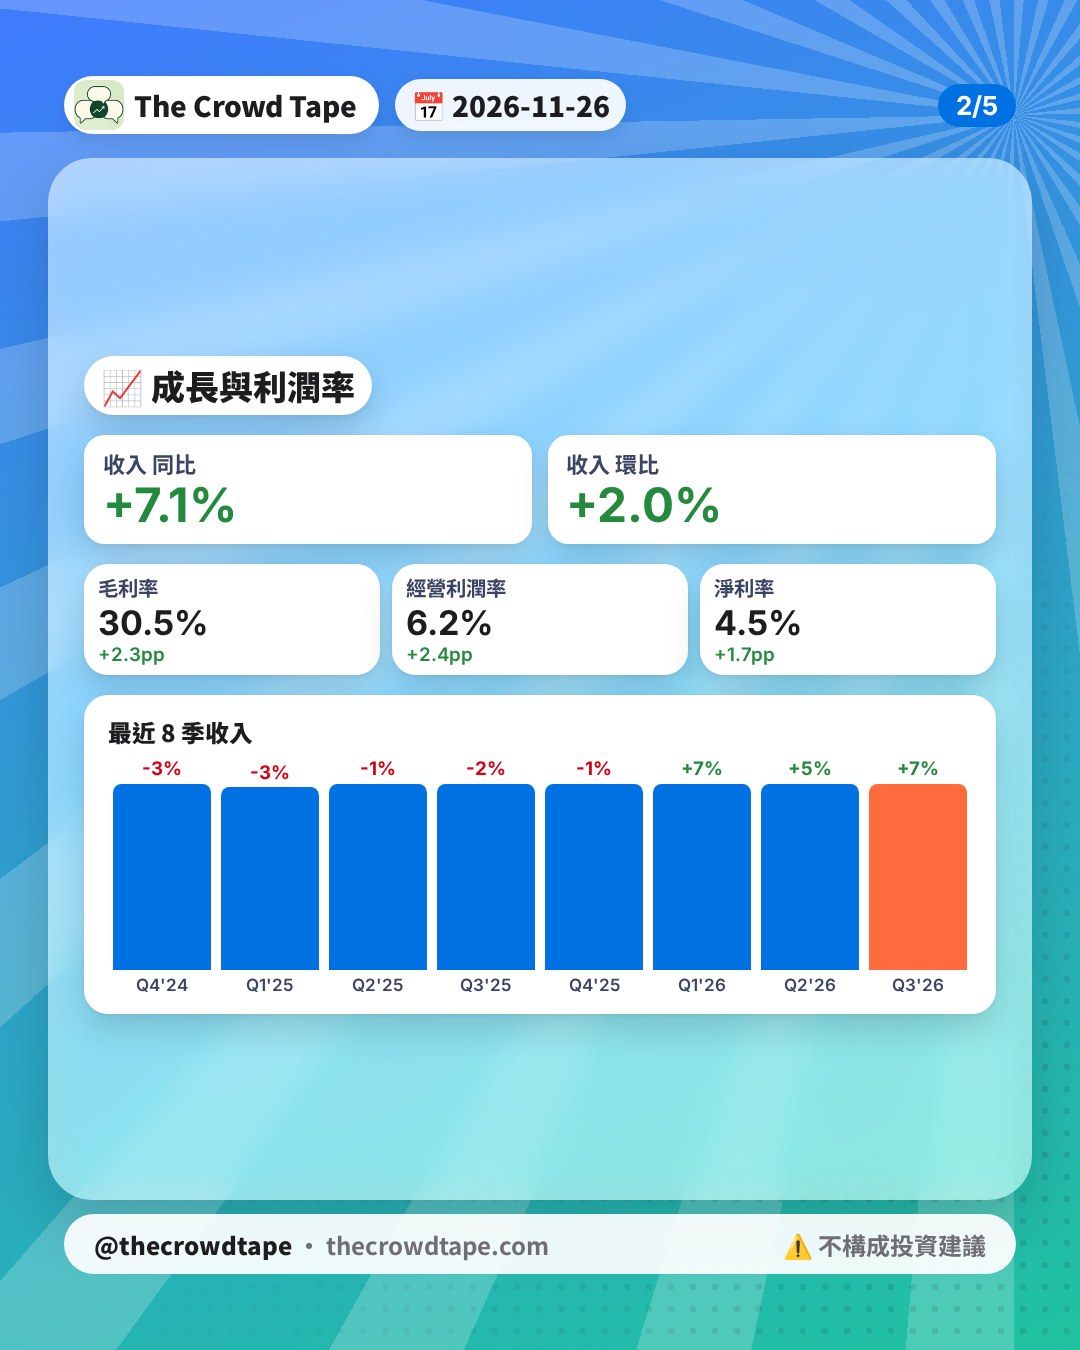 The Crowd Tape
2026-11-26
2/5
📈 成長與利潤率
收入 同比
+7.1%
收入 環比
+2.0%
毛利率
30.5%
+2.3pp
經營利潤率
6.2%
+2.4pp
淨利率
4.5%
+1.7pp
最近 8 季收入
-3% -3% -1% -2% -1% +7% +5% +7%
Q4'24 Q1'25 Q2'25 Q3'25 Q4'25 Q1'26 Q2'26 Q3'26
@thecrowdtape • thecrowdtape.com
⚠️ 不構成投資建議